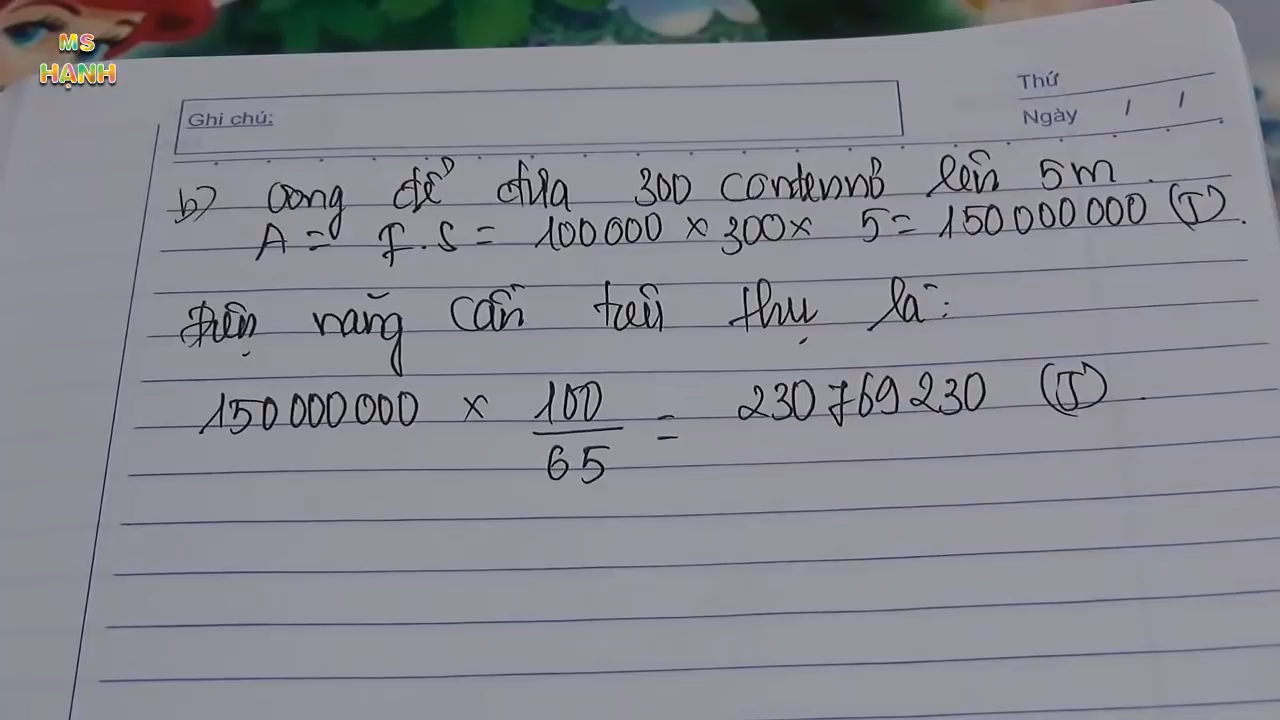 MS
HẠNH
Ghi chú:
Thứ
Ngày / /
b) công để đưa 300 contennơ lên 5m.
A = F.S = 100000 × 300 × 5 = 150000000 (J).
Điện năng cần tiêu thụ là:
150000000 × 100/65 = 230769230 (J).